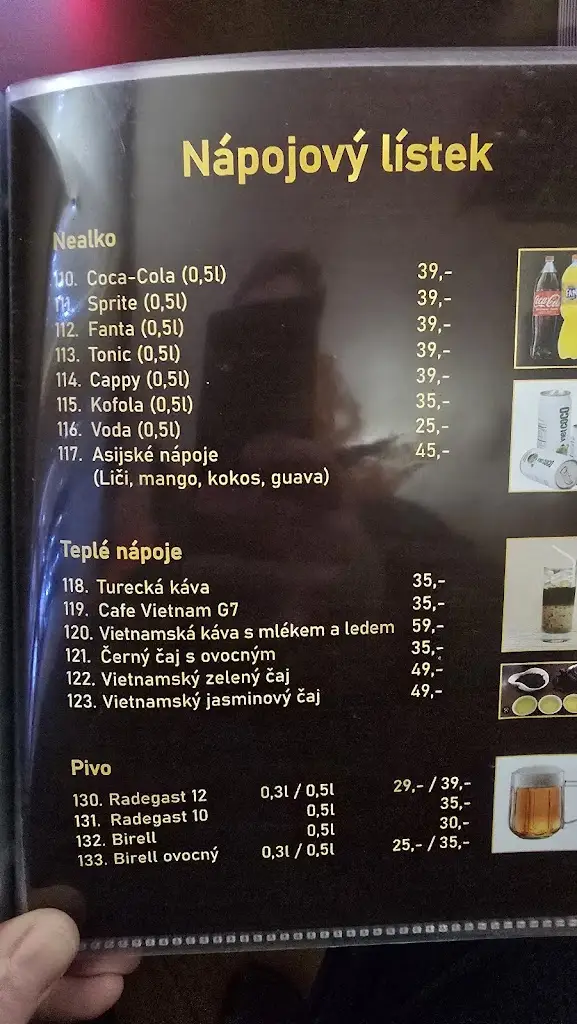 Nápojový lístek
Nealko
110. Coca-Cola (0,5l) 39,-
111. Sprite (0,5l) 39,-
112. Fanta (0,5l) 39,-
113. Tonic (0,5l) 39,-
114. Cappy (0,5l) 39,-
115. Kofola (0,5l) 35,-
116. Voda (0,5l) 25,-
117. Asijské nápoje 45,-
(Liči, mango, kokos, guava)
Teplé nápoje
118. Turecká káva 35,-
119. Cafe Vietnam G7 35,-
120. Vietnamská káva s mlékem a ledem 59,-
121. Černý čaj s ovocným 35,-
122. Vietnamský zelený čaj 49,-
123. Vietnamský jasminový čaj 49,-
Pivo
130. Radegast 12 0,3l / 0,5l 29,- / 39,-
131. Radegast 10 0,5l 35,-
132. Birell 0,5l 30,-
133. Birell ovocný 0,3l / 0,5l 25,- / 35,-
Coca-Cola